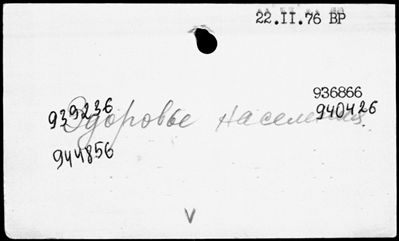 22.II.76 ВР
936866
939236 Здоровье населения 940426
944856
V